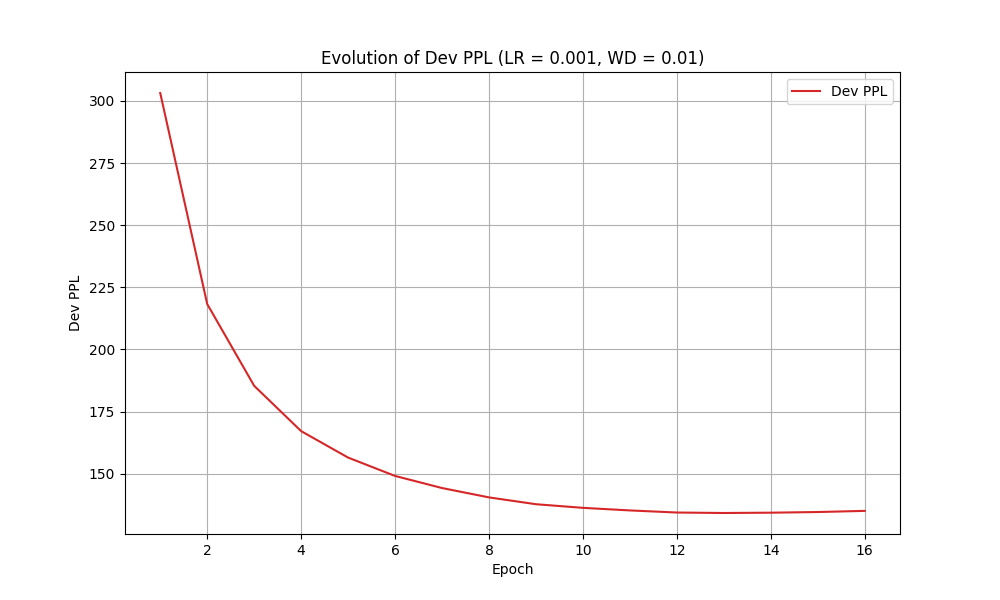 Evolution of Dev PPL (LR = 0.001, WD = 0.01)
Dev PPL
300
275
250
225
200
175
150
Dev PPL
2 4 6 8 10 12 14 16
Epoch